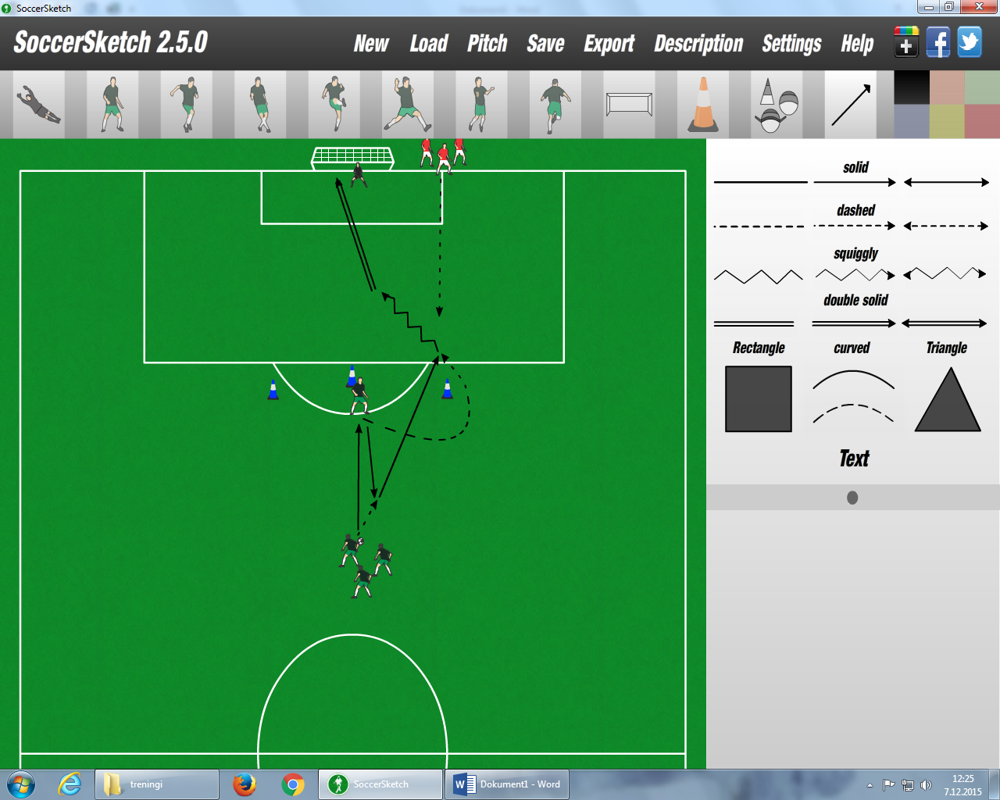 SoccerSketch
SoccerSketch 2.5.0
New Load Pitch Save Export Description Settings Help
solid
dashed
squiggly
double solid
Rectangle curved Triangle
Text
treningi
SoccerSketch
Dokument1 - Word
12:25
7.12.2015